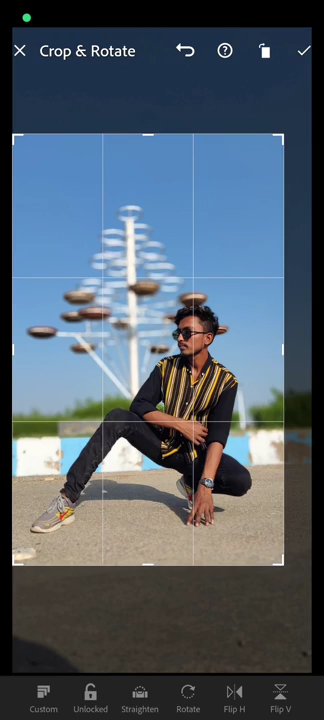 Crop & Rotate
Custom
Unlocked
Straighten
Rotate
Flip H
Flip V